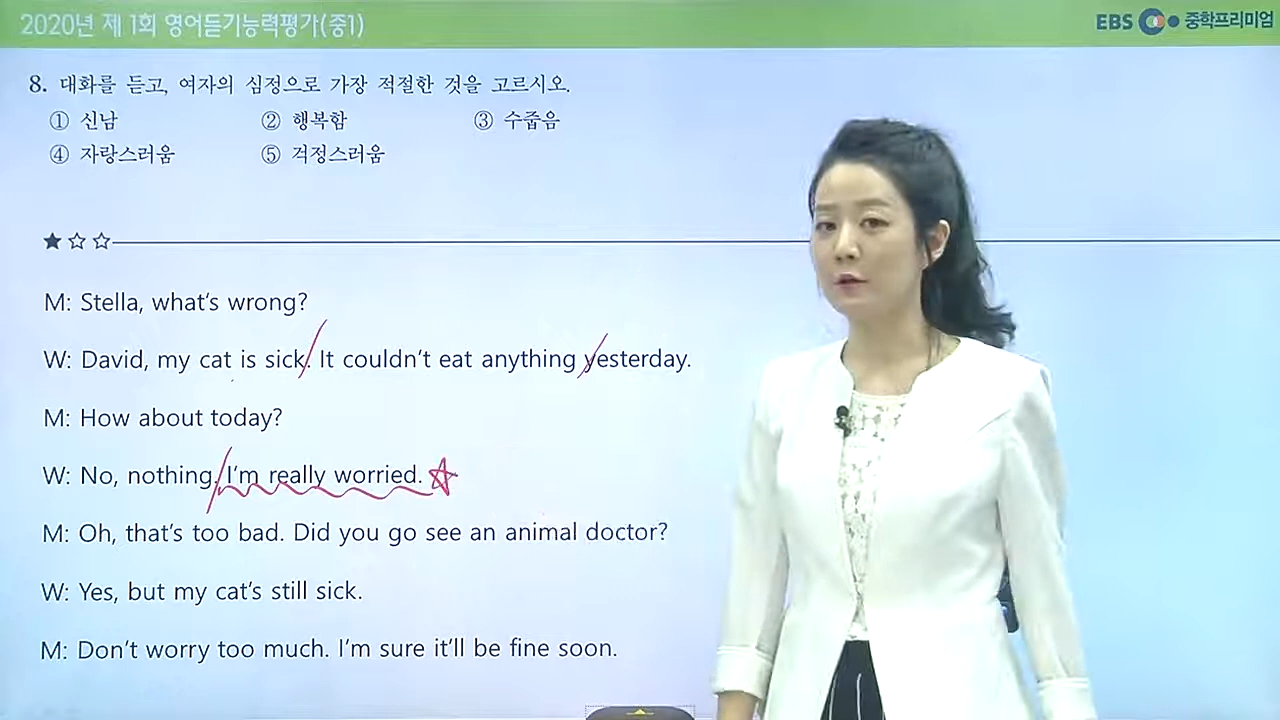 2020년 제 1회 영어듣기능력평가(중1)
EBS 중학프리미엄
8. 대화를 듣고, 여자의 심정으로 가장 적절한 것을 고르시오.
① 신남 ② 행복함 ③ 수줍음
④ 자랑스러움 ⑤ 걱정스러움
M: Stella, what's wrong?
W: David, my cat is sick. It couldn't eat anything yesterday.
M: How about today?
W: No, nothing. I'm really worried.
M: Oh, that's too bad. Did you go see an animal doctor?
W: Yes, but my cat's still sick.
M: Don't worry too much. I'm sure it'll be fine soon.